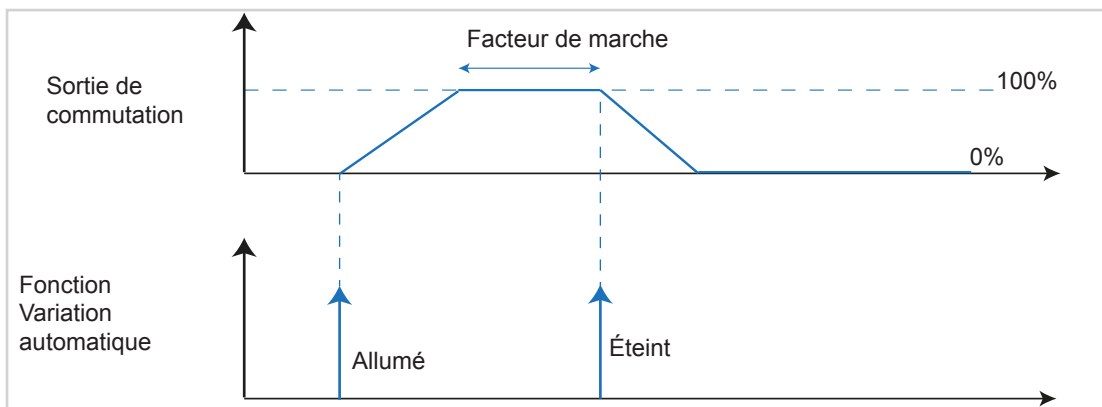 Facteur de marche
Sortie de
commutation
100%
0%
Fonction
Variation
automatique
Allumé
Éteint